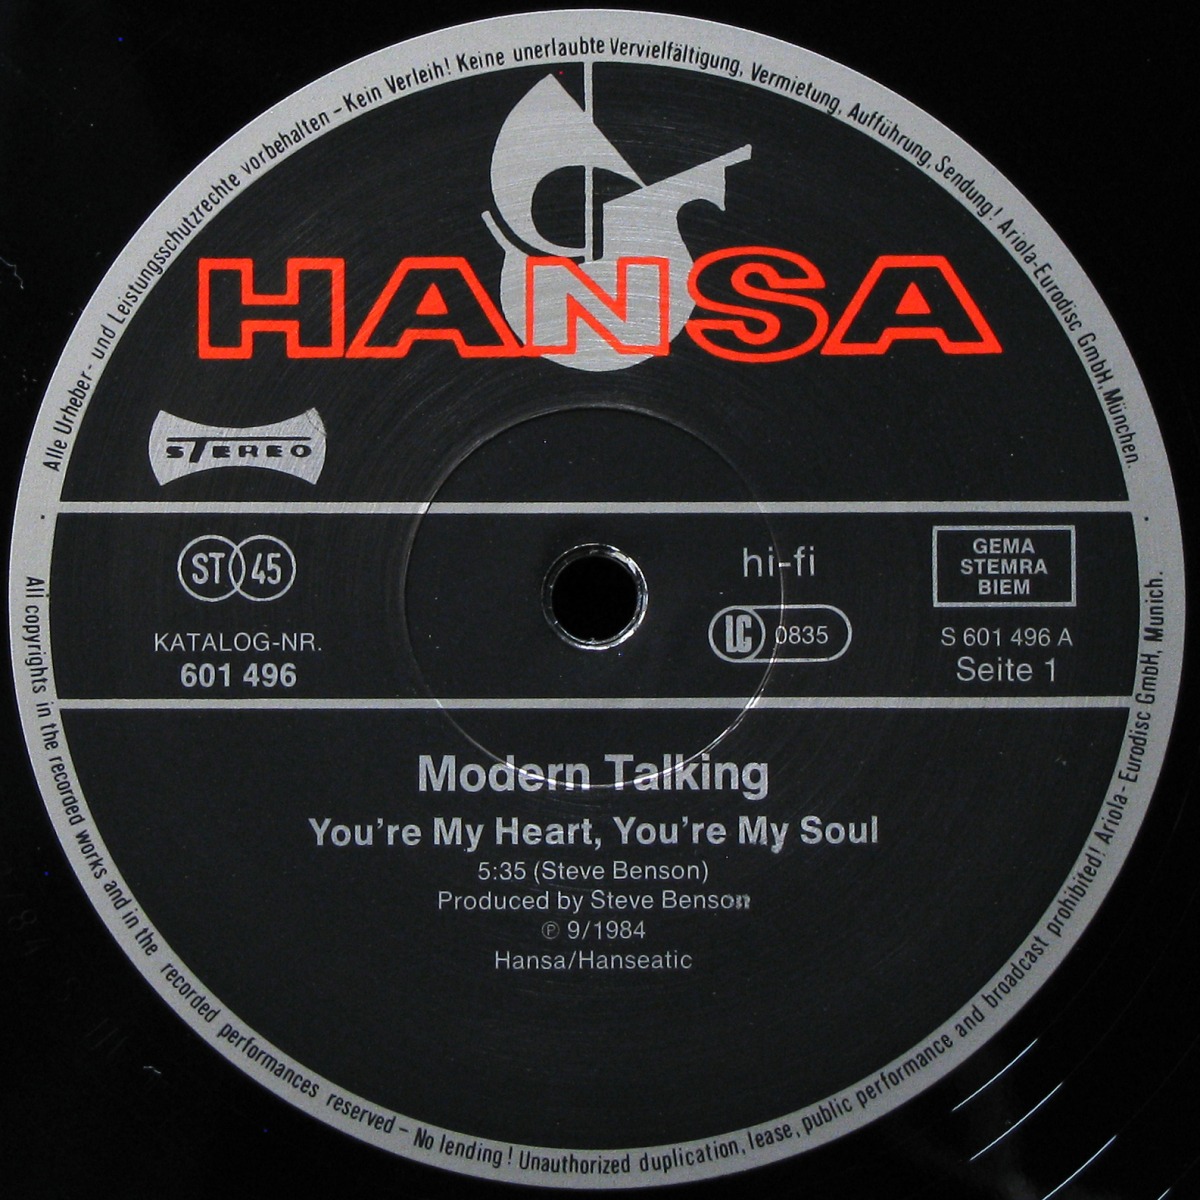 Alle Urheber- und Leistungsschutzrechte vorbehalten – Kein Verleih! Keine unerlaubte Vervielfältigung, Vermietung, Aufführung, Sendung! Ariola-Eurodisc GmbH, München.
HANSA
STEREO
ST 45
hi-fi
GEMA
STEMRA
BIEM
LC 0835
KATALOG-NR.
601 496
S 601 496 A
Seite 1
Modern Talking
You're My Heart, You're My Soul
5:35 (Steve Benson)
Produced by Steve Benson
℗ 9/1984
Hansa/Hanseatic
All copyrights in the recorded works and in the recorded performances reserved – No lending! Unauthorized duplication, lease, public performance and broadcast prohibited! Ariola-Eurodisc GmbH, Munich.